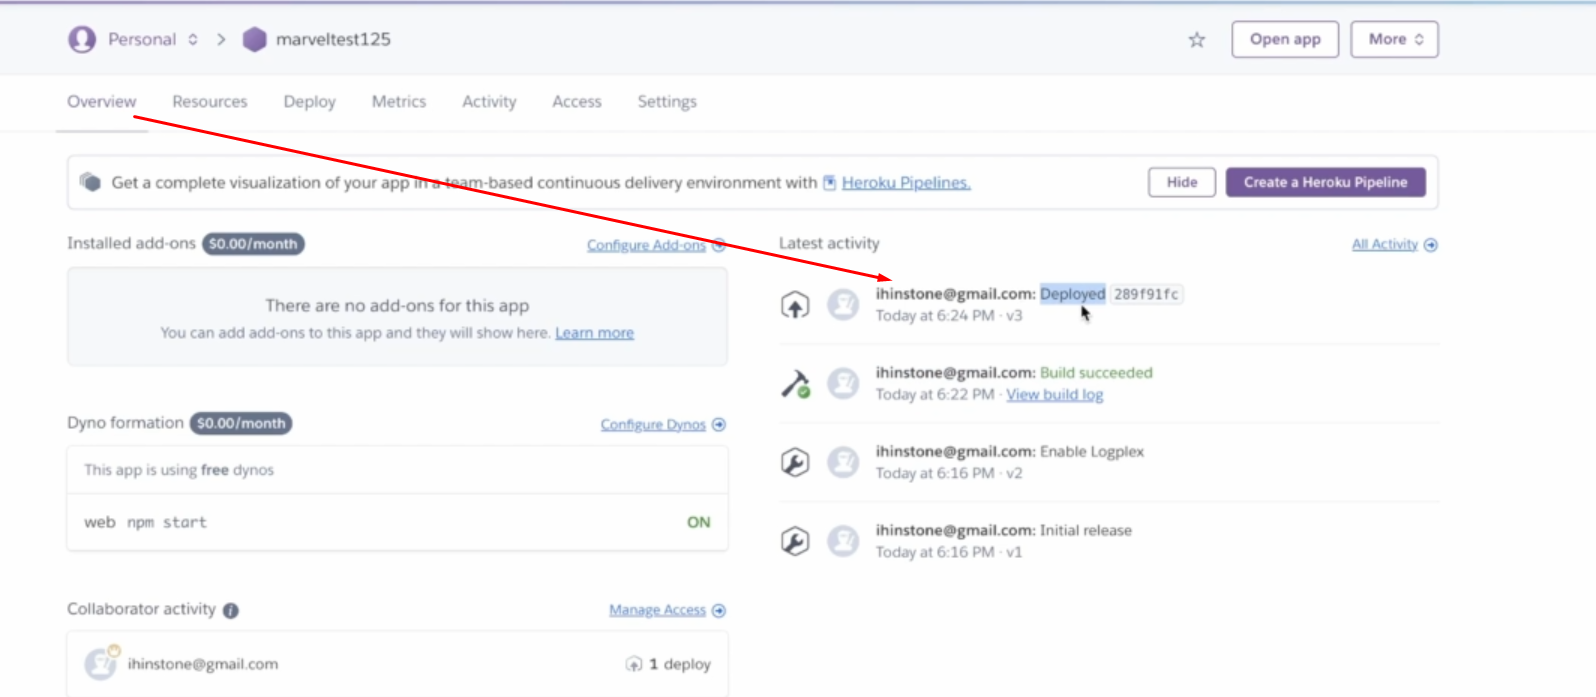 Personal marveltest125 Open app More
Overview Resources Deploy Metrics Activity Access Settings
Get a complete visualization of your app in a team-based continuous delivery environment with Heroku Pipelines. Hide Create a Heroku Pipeline
Installed add-ons $0.00/month Configure Add-ons
There are no add-ons for this app
You can add add-ons to this app and they will show here. Learn more
Dyno formation $0.00/month Configure Dynos
This app is using free dynos
web npm start ON
Collaborator activity Manage Access
ihinstone@gmail.com 1 deploy
Latest activity All Activity
ihinstone@gmail.com: Deployed 289f91fc
Today at 6:24 PM · v3
ihinstone@gmail.com: Build succeeded
Today at 6:22 PM · View build log
ihinstone@gmail.com: Enable Logplex
Today at 6:16 PM · v2
ihinstone@gmail.com: Initial release
Today at 6:16 PM · v1